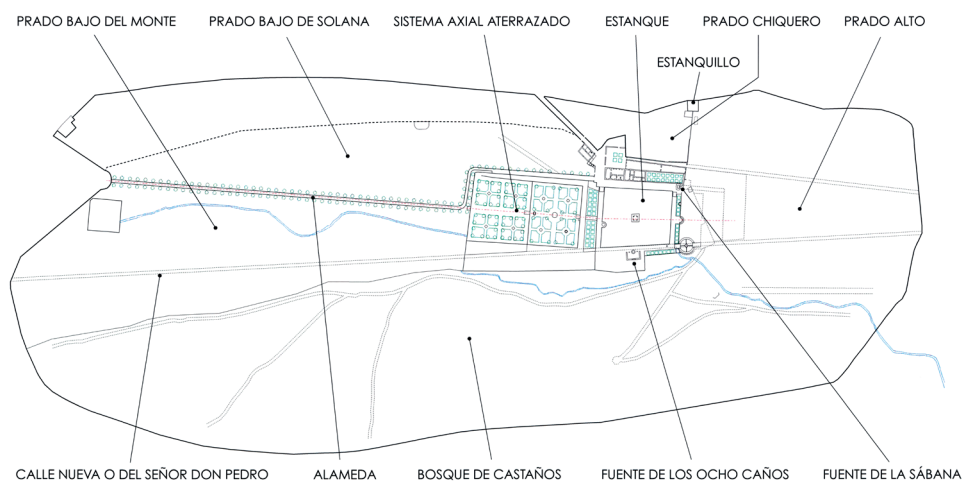 PRADO BAJO DEL MONTE
PRADO BAJO DE SOLANA
SISTEMA AXIAL ATERRAZADO
ESTANQUE
PRADO CHIQUERO
PRADO ALTO
ESTANQUILLO
CALLE NUEVA O DEL SEÑOR DON PEDRO
ALAMEDA
BOSQUE DE CASTAÑOS
FUENTE DE LOS OCHO CAÑOS
FUENTE DE LA SÁBANA